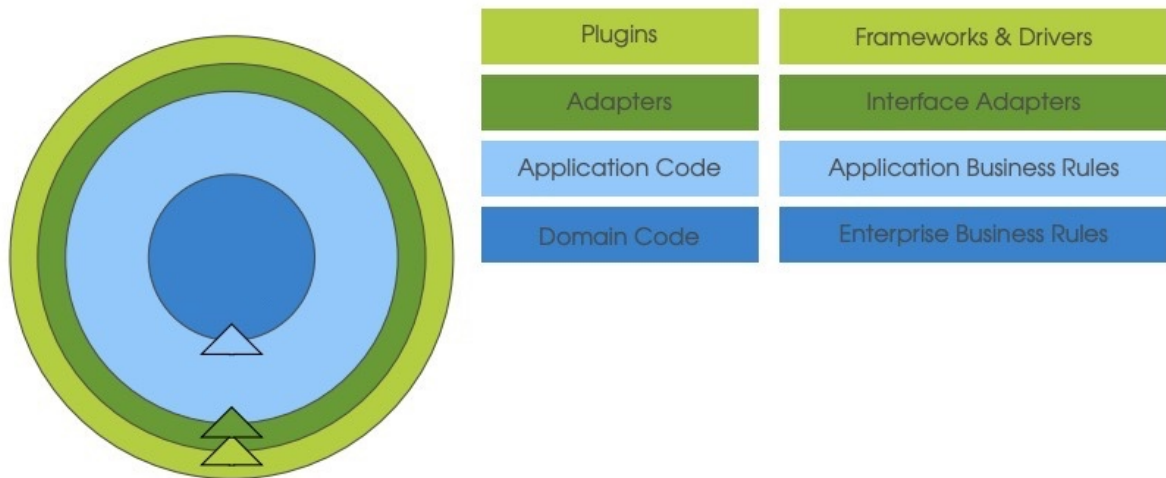 Plugins
Frameworks & Drivers
Adapters
Interface Adapters
Application Code
Application Business Rules
Domain Code
Enterprise Business Rules